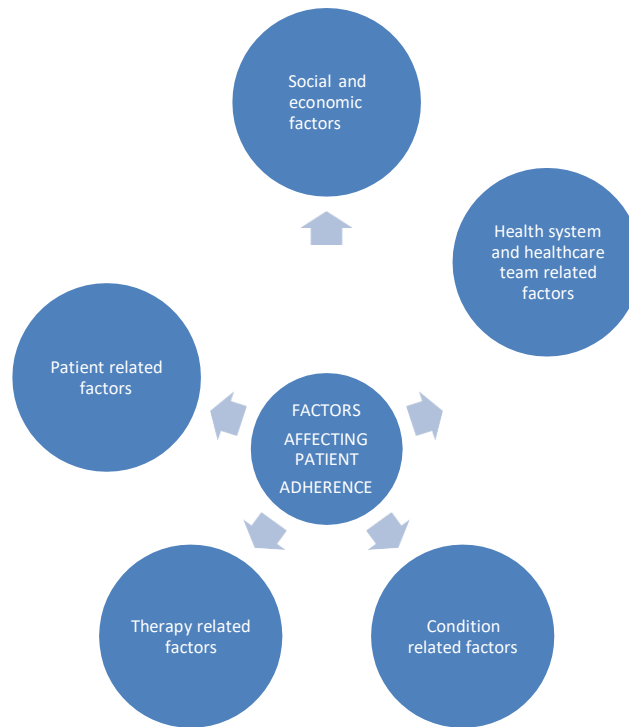 Social and
economic
factors
Health system
and healthcare
team related
factors
Patient related
factors
FACTORS
AFFECTING
PATIENT
ADHERENCE
Therapy related
factors
Condition
related factors